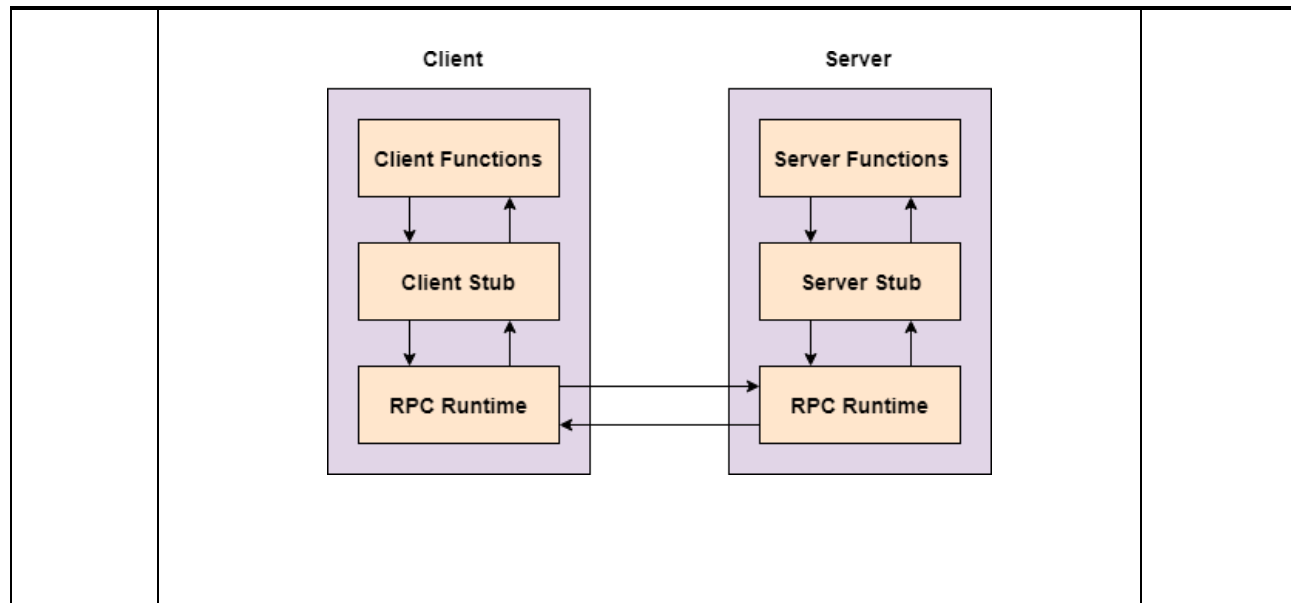 Client
Server
Client Functions
Server Functions
Client Stub
Server Stub
RPC Runtime
RPC Runtime